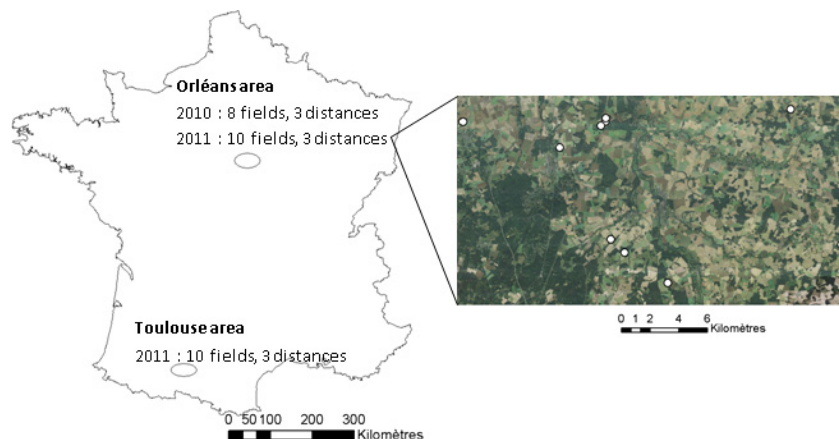 Orléans area
2010 : 8 fields, 3 distances
2011 : 10 fields, 3 distances
0 1 2 4 6
Kilomètres
Toulouse area
2011 : 10 fields, 3 distances
0 50 100 200 300
Kilomètres